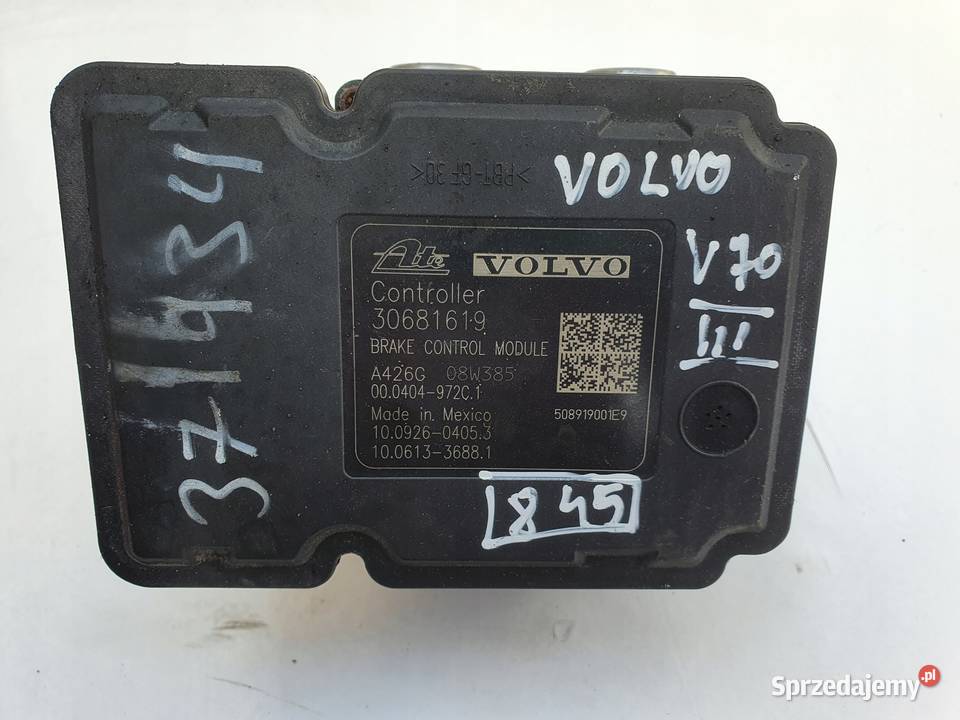 >PBT-GF30<
VOLVO
V70
III
371934
Ate VOLVO
Controller
30681619
BRAKE CONTROL MODULE
A426G 08W385
00.0404-972C.1
Made in Mexico 508919001E9
10.0926-0405.3
10.0613-3688.1
845
Sprzedajemy.pl